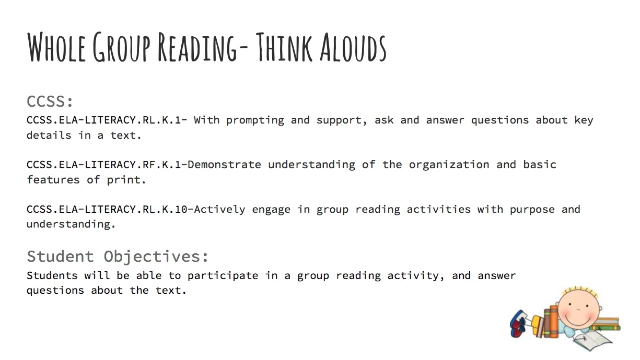 Whole Group Reading- Think Alouds
CCSS:
CCSS.ELA-LITERACY.RL.K.1- With prompting and support, ask and answer questions about key
details in a text.
CCSS.ELA-LITERACY.RF.K.1-Demonstrate understanding of the organization and basic
features of print.
CCSS.ELA-LITERACY.RL.K.10-Actively engage in group reading activities with purpose and
understanding.
Student Objectives:
Students will be able to participate in a group reading activity, and answer
questions about the text.